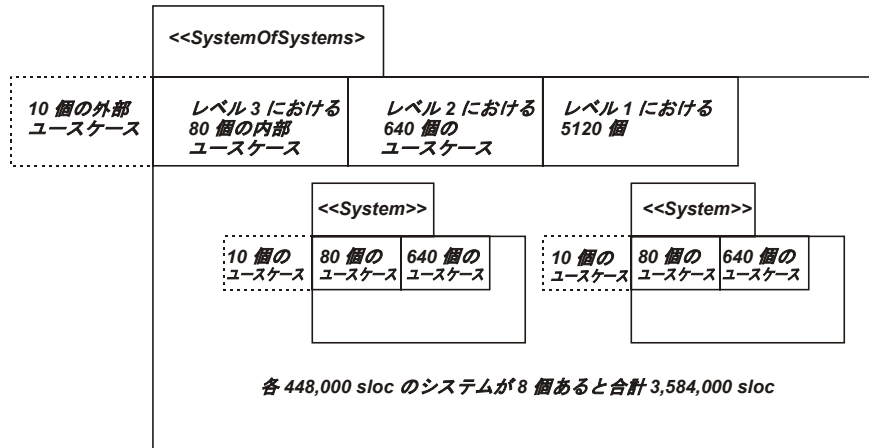 <<SystemOfSystems>
10 個の外部
ユースケース
レベル 3 における
80 個の内部
ユースケース
レベル 2 における
640 個の
ユースケース
レベル 1 における
5120 個
<<System>>
10 個の
ユースケース
80 個の
ユースケース
640 個の
ユースケース
<<System>>
10 個の
ユースケース
80 個の
ユースケース
640 個の
ユースケース
各 448,000 sloc のシステムが 8 個あると合計 3,584,000 sloc